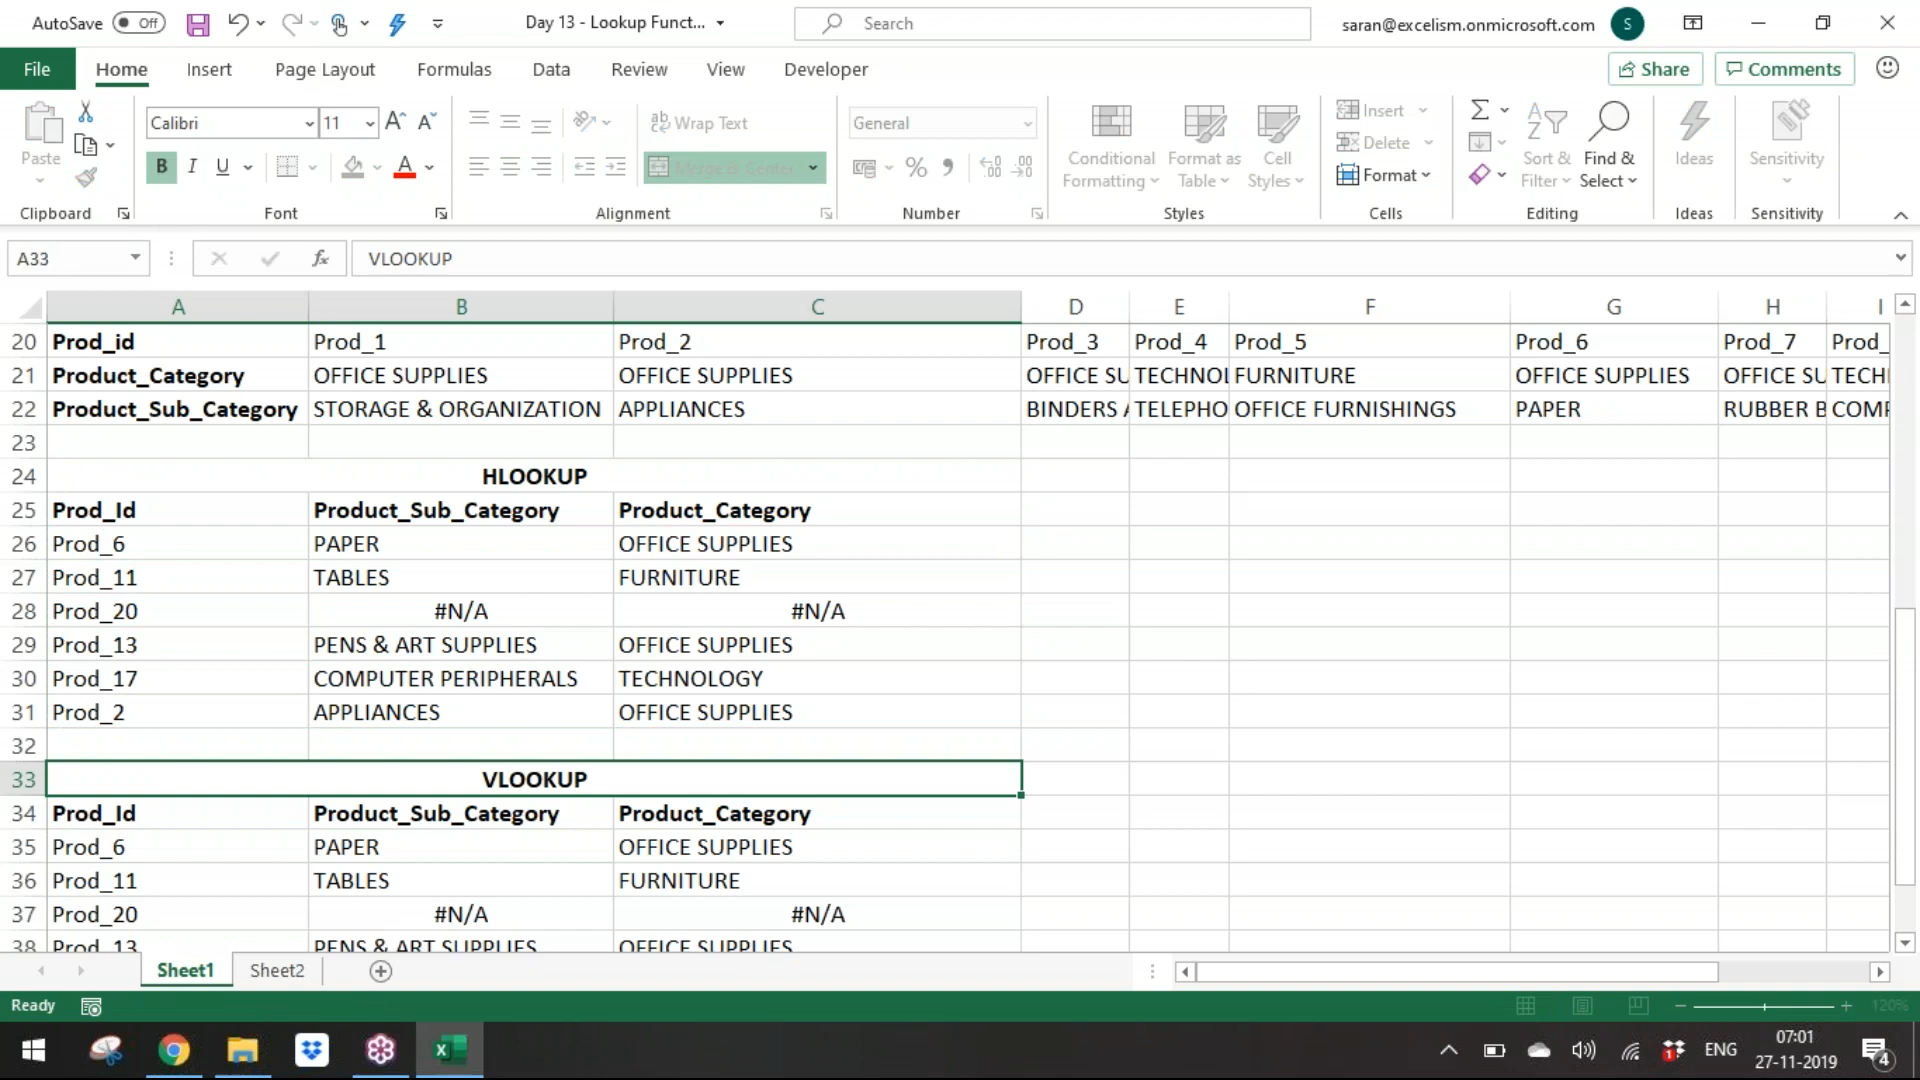 AutoSave Off Day 13 - Lookup Funct... Search saran@excelism.onmicrosoft.com S
File Home Insert Page Layout Formulas Data Review View Developer Share Comments
Paste Calibri 11 A A Wrap Text General Conditional Formatting Format as Table Cell Styles Insert Delete Format Sort & Filter Find & Select Ideas Sensitivity
B I U A Merge & Center % ,
Clipboard Font Alignment Number Styles Cells Editing Ideas Sensitivity
A33 fx VLOOKUP
A B C D E F G H I
20 Prod_id Prod_1 Prod_2 Prod_3 Prod_4 Prod_5 Prod_6 Prod_7 Prod_
21 Product_Category OFFICE SUPPLIES OFFICE SUPPLIES OFFICE SU TECHNOL FURNITURE OFFICE SUPPLIES OFFICE SU TECH
22 Product_Sub_Category STORAGE & ORGANIZATION APPLIANCES BINDERS A TELEPHO OFFICE FURNISHINGS PAPER RUBBER B COMP
23
24 HLOOKUP
25 Prod_Id Product_Sub_Category Product_Category
26 Prod_6 PAPER OFFICE SUPPLIES
27 Prod_11 TABLES FURNITURE
28 Prod_20 #N/A #N/A
29 Prod_13 PENS & ART SUPPLIES OFFICE SUPPLIES
30 Prod_17 COMPUTER PERIPHERALS TECHNOLOGY
31 Prod_2 APPLIANCES OFFICE SUPPLIES
32
33 VLOOKUP
34 Prod_Id Product_Sub_Category Product_Category
35 Prod_6 PAPER OFFICE SUPPLIES
36 Prod_11 TABLES FURNITURE
37 Prod_20 #N/A #N/A
38 Prod_13 PENS & ART SUPPLIES OFFICE SUPPLIES
Sheet1 Sheet2
Ready 120%
ENG 07:01
27-11-2019 4